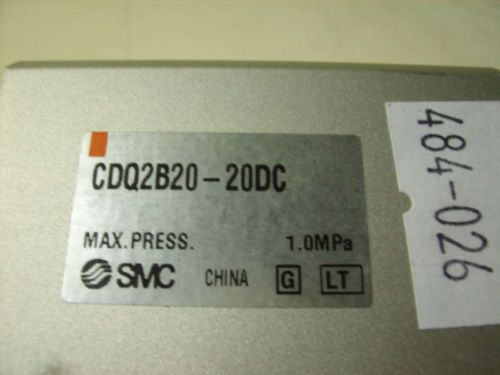 CDQ2B20-20DC
MAX. PRESS. 1.0MPa
SMC CHINA G LT
484-026